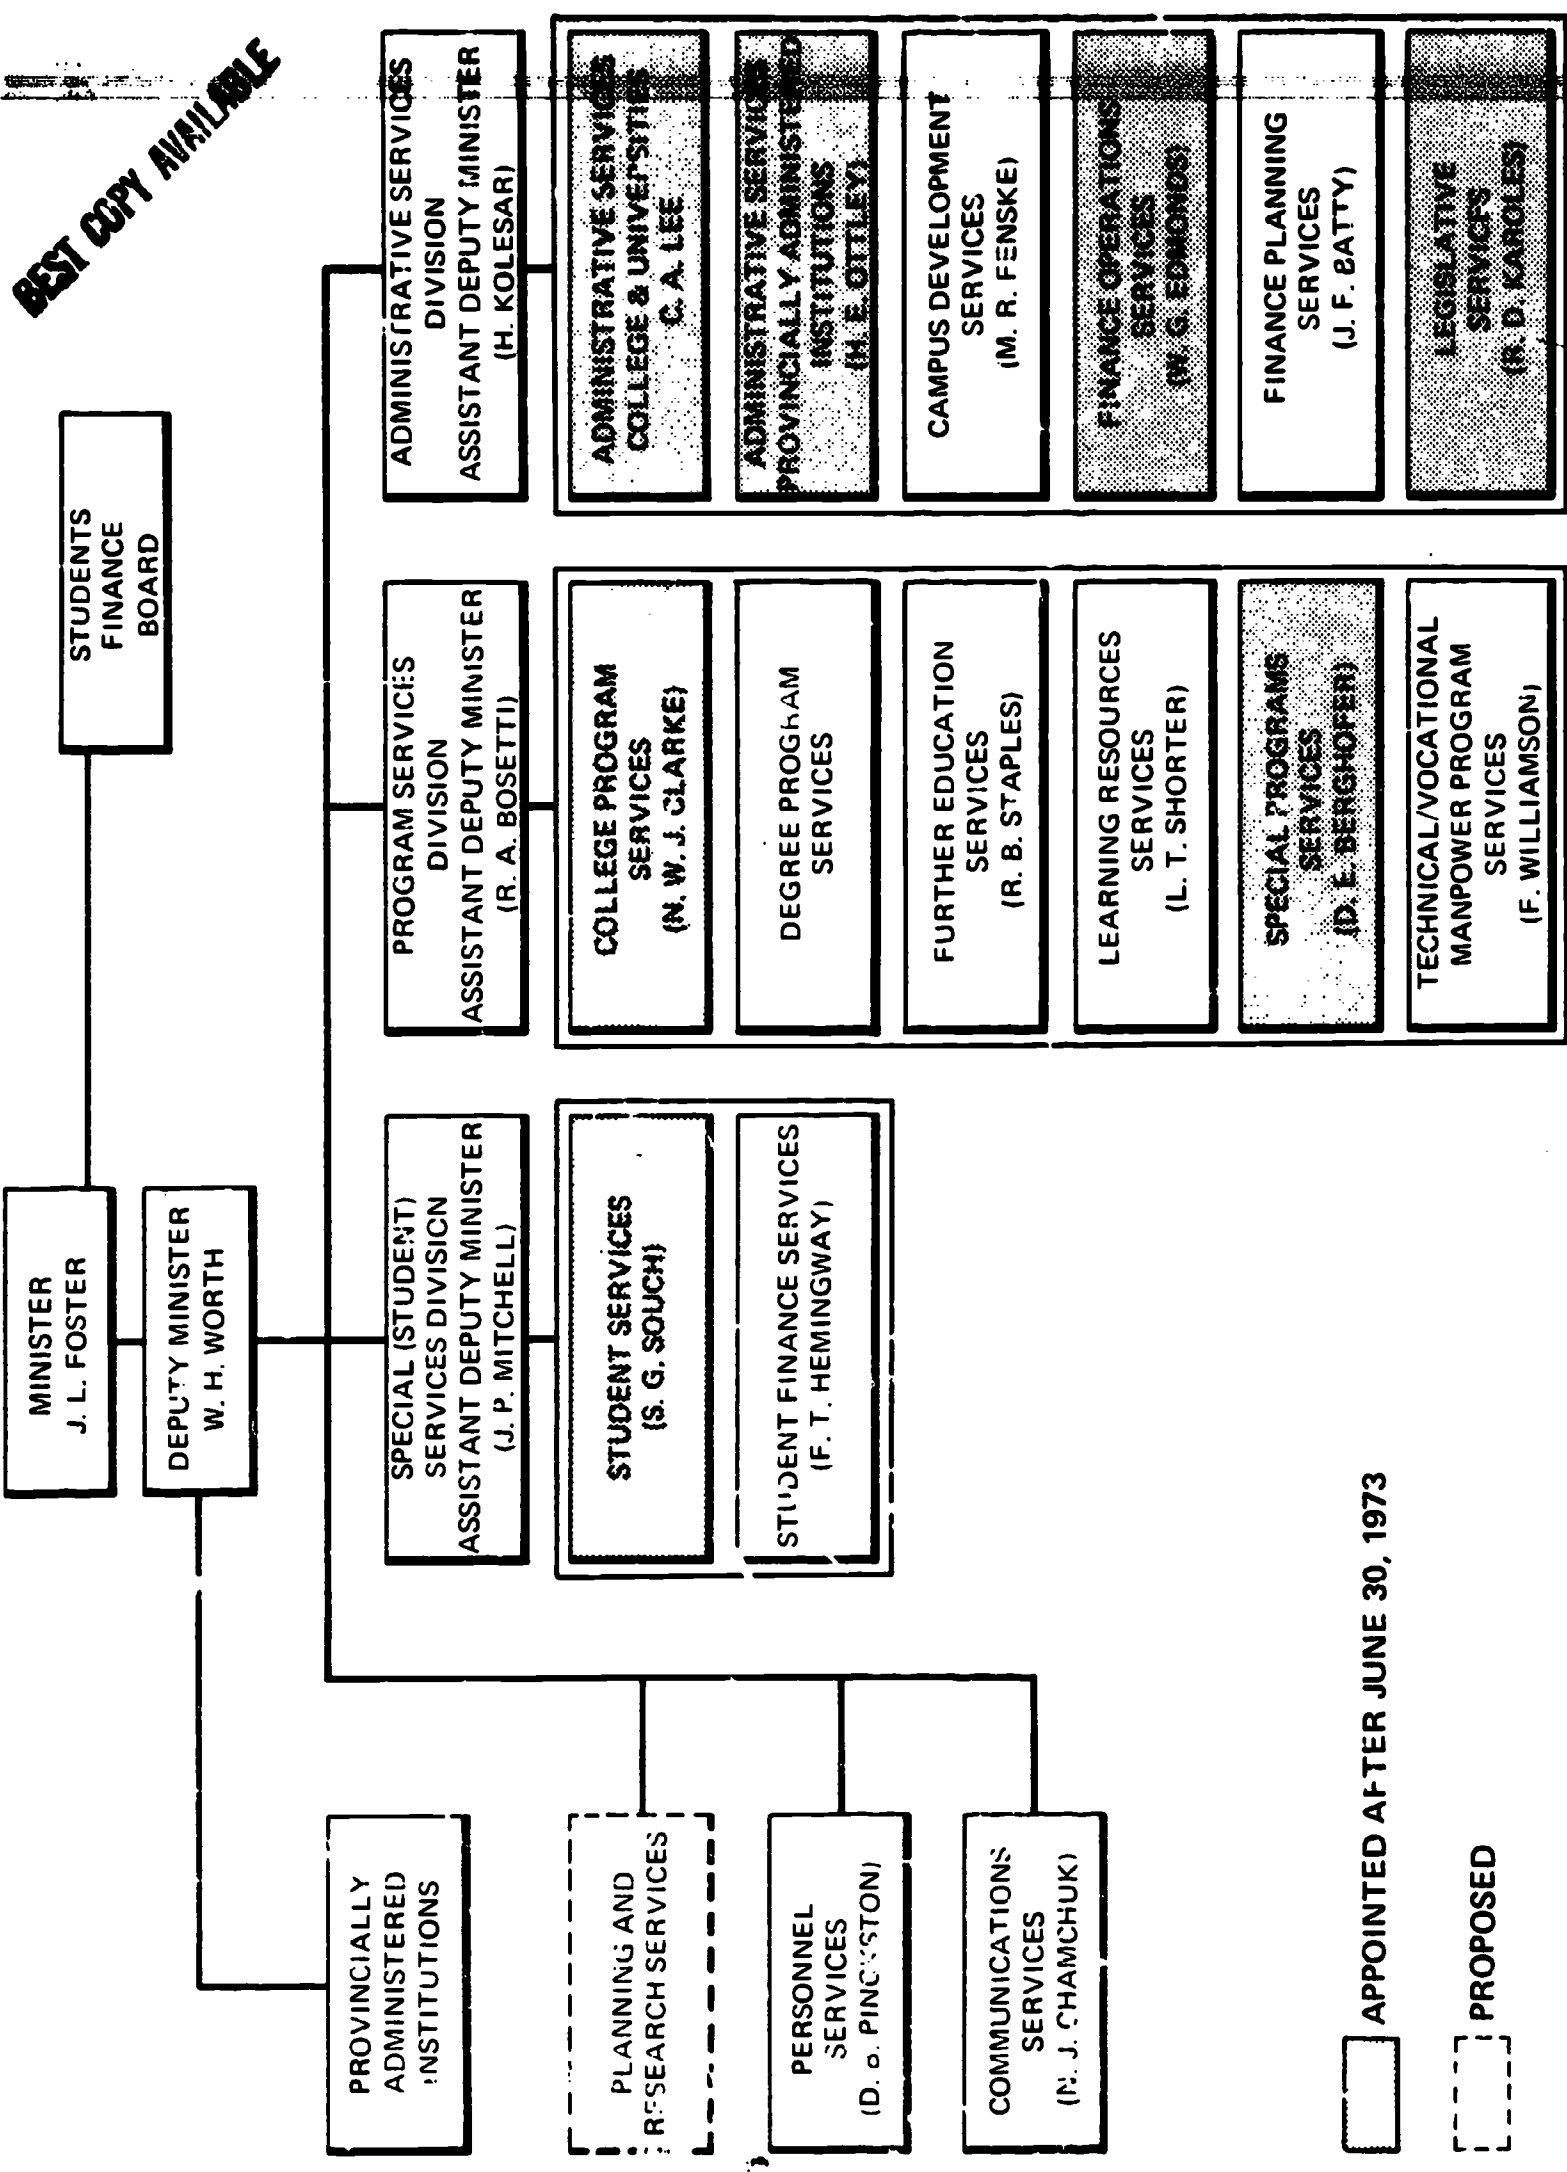 BEST COPY AVAILABLE
MINISTER
J. L. FOSTER
STUDENTS
FINANCE
BOARD
DEPUTY MINISTER
W. H. WORTH
PROVINCIALLY
ADMINISTERED
INSTITUTIONS
SPECIAL (STUDENT)
SERVICES DIVISION
ASSISTANT DEPUTY MINISTER
(J. P. MITCHELL)
PROGRAM SERVICES
DIVISION
ASSISTANT DEPUTY MINISTER
(R. A. BOSETTI)
ADMINISTRATIVE SERVICES
DIVISION
ASSISTANT DEPUTY MINISTER
(H. KOLESAR)
PLANNING AND
RESEARCH SERVICES
PERSONNEL
SERVICES
(D. B. PINCKSTON)
COMMUNICATIONS
SERVICES
(N. J. CHAMCHUK)
STUDENT SERVICES
(S. G. SOUCH)
STUDENT FINANCE SERVICES
(F. T. HEMINGWAY)
COLLEGE PROGRAM
SERVICES
(N. W. J. CLARKE)
DEGREE PROGRAM
SERVICES
FURTHER EDUCATION
SERVICES
(R. B. STAPLES)
LEARNING RESOURCES
SERVICES
(L. T. SHORTER)
SPECIAL PROGRAMS
SERVICES
(D. E. BERGHOFER)
TECHNICAL/VOCATIONAL
MANPOWER PROGRAM
SERVICES
(F. WILLIAMSON)
ADMINISTRATIVE SERVICES
COLLEGE & UNIVERSITIES
C. A. LEE
ADMINISTRATIVE SERVICES
PROVINCIALLY ADMINISTERED
INSTITUTIONS
(H. E. OTTLEY)
CAMPUS DEVELOPMENT
SERVICES
(M. R. FENSKE)
FINANCE OPERATIONS
SERVICES
(W. G. EDMONDS)
FINANCE PLANNING
SERVICES
(J. F. BATTY)
LEGISLATIVE
SERVICES
(R. D. KARGLES)
APPOINTED AFTER JUNE 30, 1973
PROPOSED